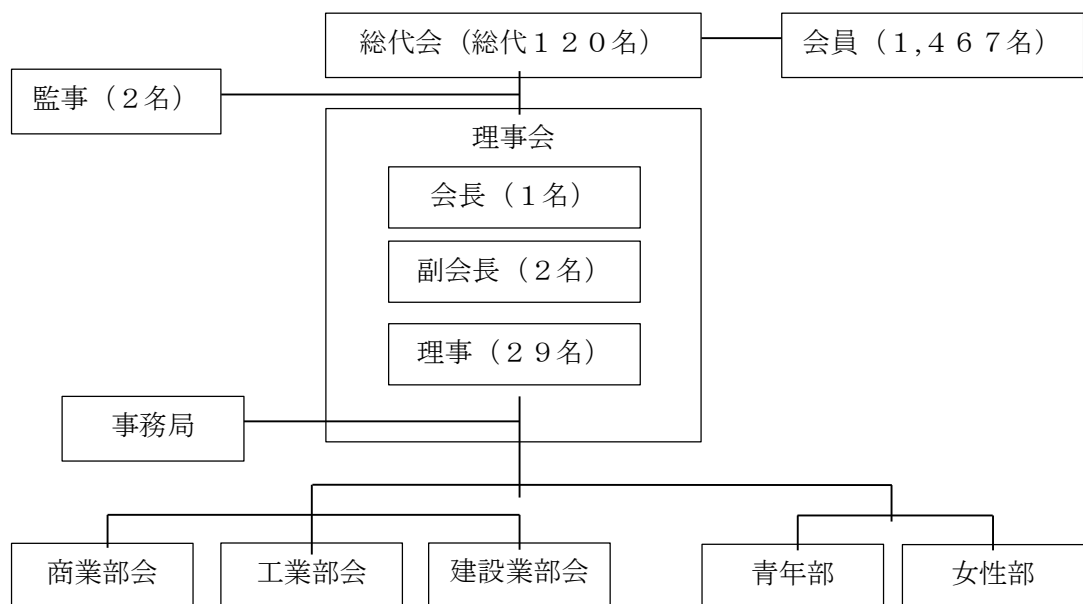 総代会（総代１２０名）
会員（1,４６７名）
監事（２名）
理事会
会長（１名）
副会長（２名）
理事（２９名）
事務局
商業部会
工業部会
建設業部会
青年部
女性部